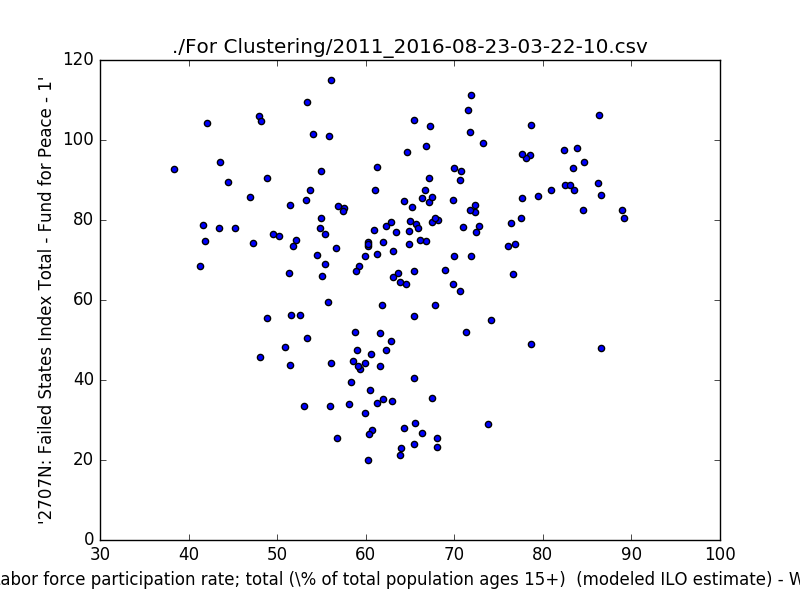 ./For Clustering/2011_2016-08-23-03-22-10.csv
'2707N: Failed States Index Total - Fund for Peace - 1'
120
100
80
60
40
20
0
30 40 50 60 70 80 90 100
abor force participation rate; total (\% of total population ages 15+) (modeled ILO estimate) - W